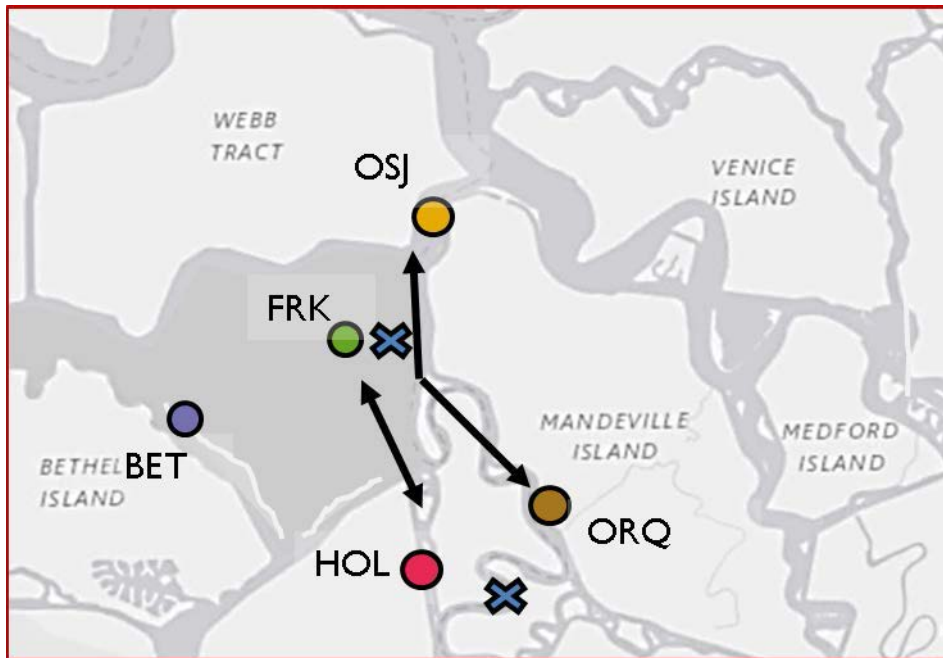 WEBB
TRACT
OSJ
VENICE
ISLAND
FRK
MANDEVILLE
ISLAND
MEDFORD
ISLAND
BETHEL
ISLAND
BET
ORQ
HOL